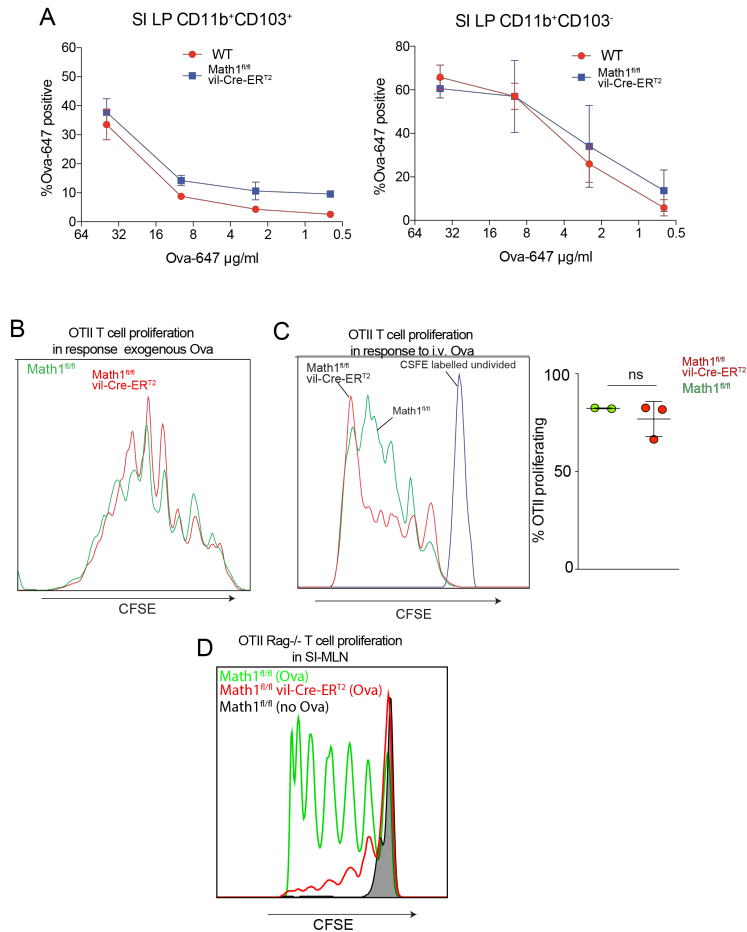 A
SI LP CD11b⁺CD103⁺
60
50
40
30
20
10
0
%Ova-647 positive
WT
Math1ᶠˡ/ᶠˡ
vil-Cre-ERᵀ²
64 32 16 8 4 2 1 0.5
Ova-647 µg/ml
SI LP CD11b⁺CD103⁻
80
60
40
20
0
%Ova-647 positive
WT
Math1ᶠˡ/ᶠˡ
vil-Cre-ERᵀ²
64 32 16 8 4 2 1 0.5
Ova-647 µg/ml
B
OTII T cell proliferation
in response exogenous Ova
Math1ᶠˡ/ᶠˡ
Math1ᶠˡ/ᶠˡ
vil-Cre-ERᵀ²
CFSE
C
OTII T cell proliferation
in response to i.v. Ova
Math1ᶠˡ/ᶠˡ
vil-Cre-ERᵀ²
CSFE labelled undivided
Math1ᶠˡ/ᶠˡ
CFSE
100
50
0
% OTII proliferating
ns
Math1ᶠˡ/ᶠˡ
vil-Cre-ERᵀ²
Math1ᶠˡ/ᶠˡ
D
OTII Rag-/- T cell proliferation
in SI-MLN
Math1ᶠˡ/ᶠˡ (Ova)
Math1ᶠˡ/ᶠˡ vil-Cre-ERᵀ² (Ova)
Math1ᶠˡ/ᶠˡ (no Ova)
CFSE